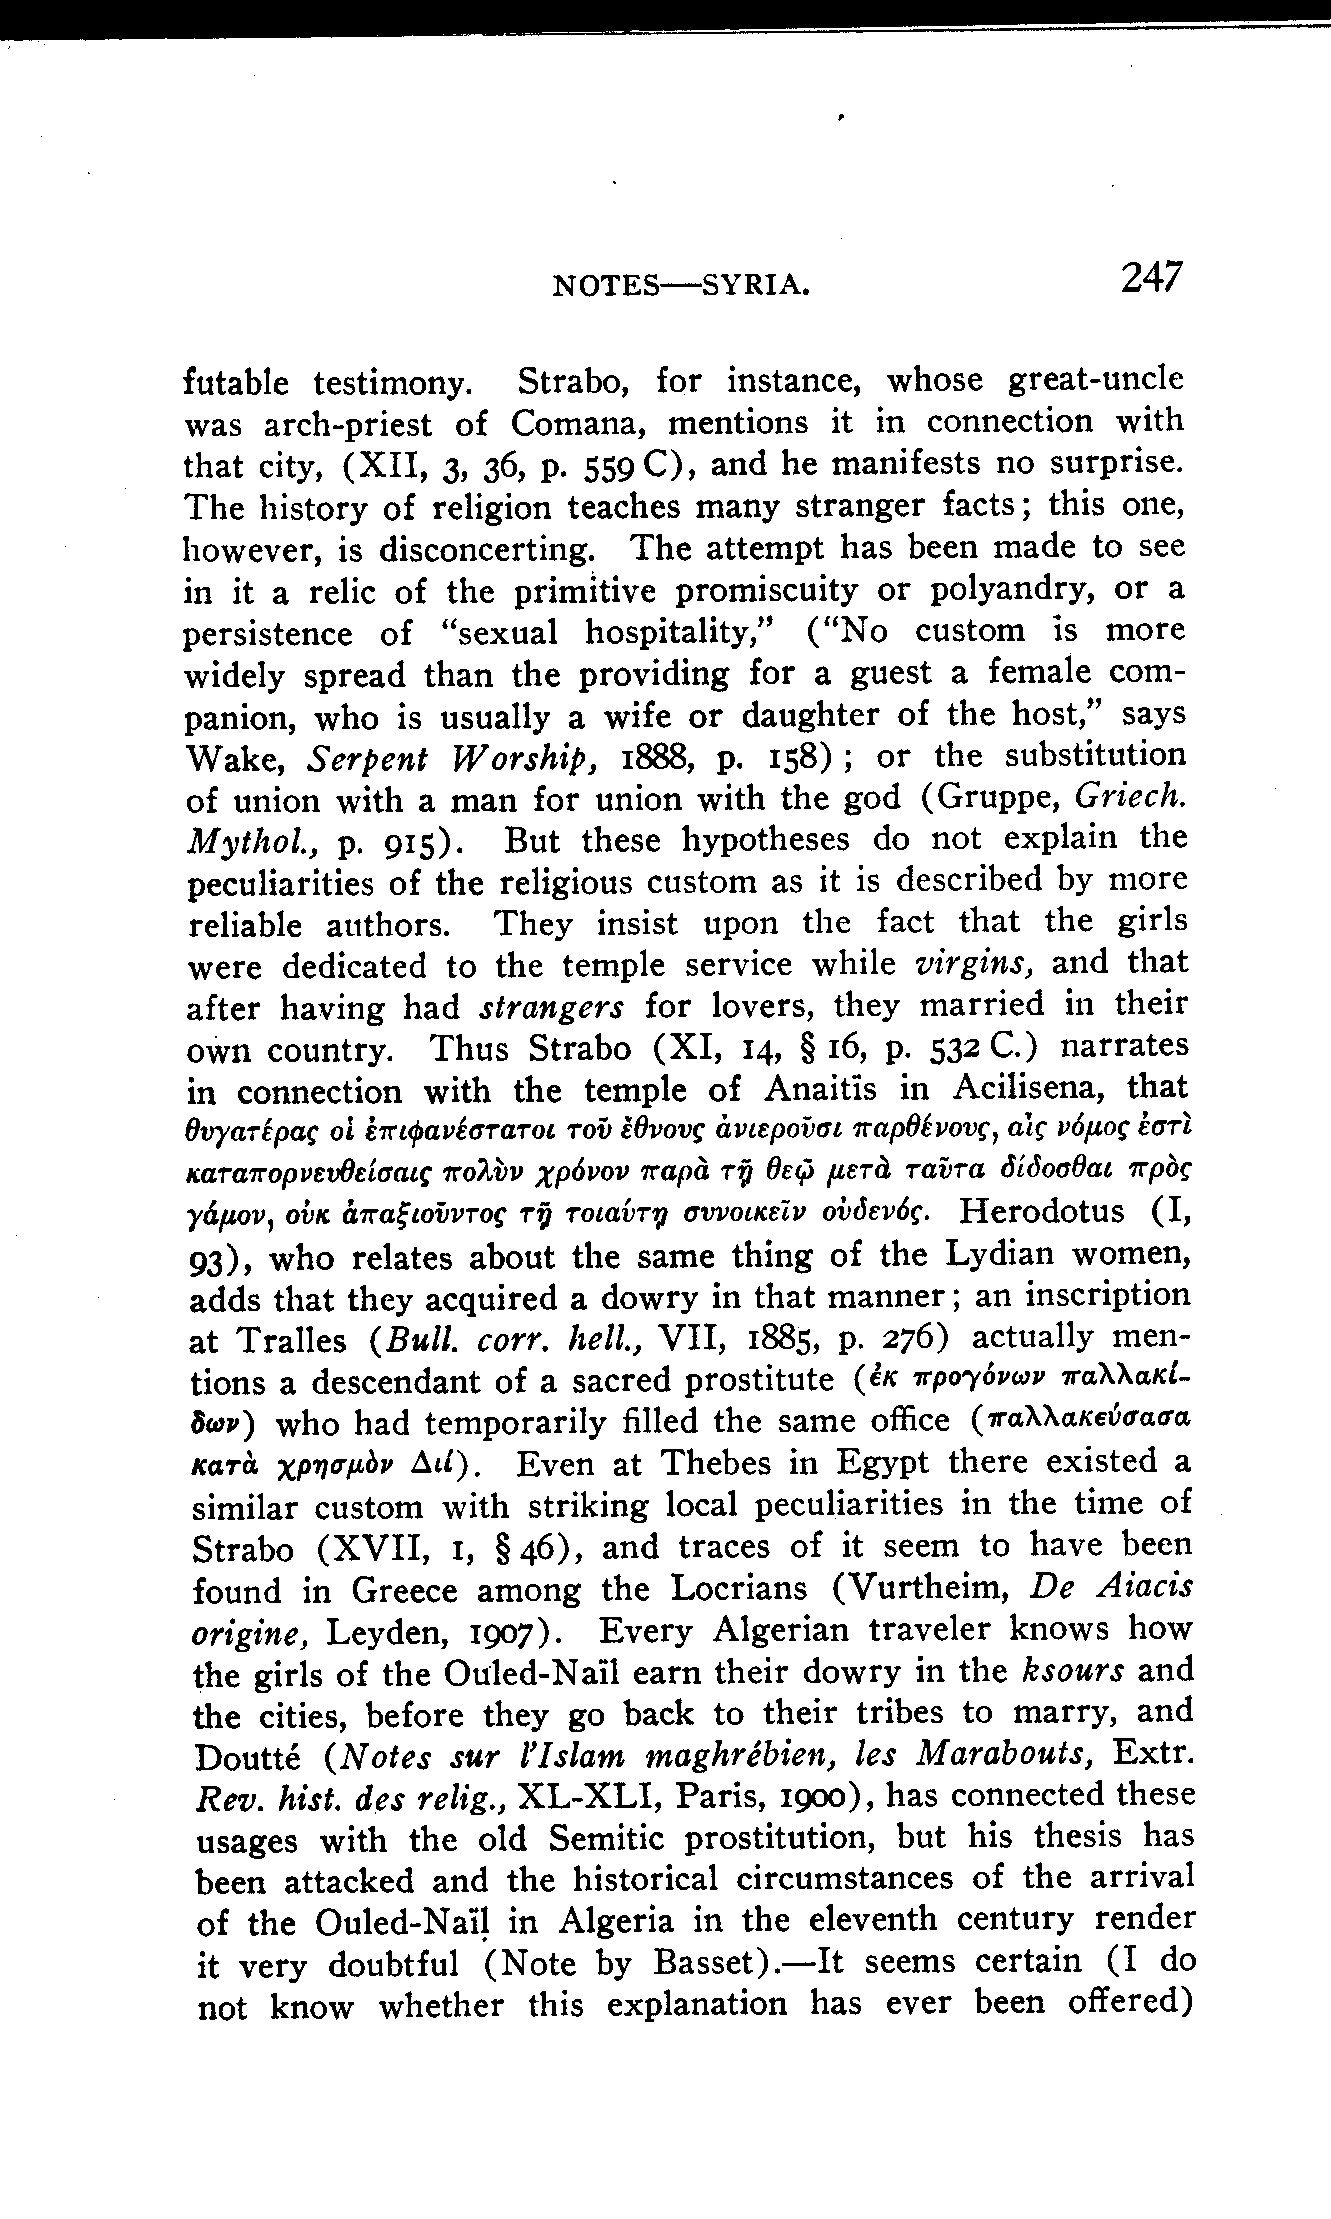 NOTES—SYRIA. 247
futable testimony. Strabo, for instance, whose great-uncle
was arch-priest of Comana, mentions it in connection with
that city, (XII, 3, 36, p. 559 C), and he manifests no surprise.
The history of religion teaches many stranger facts; this one,
however, is disconcerting. The attempt has been made to see
in it a relic of the primitive promiscuity or polyandry, or a
persistence of "sexual hospitality," ("No custom is more
widely spread than the providing for a guest a female com-
panion, who is usually a wife or daughter of the host," says
Wake, Serpent Worship, 1888, p. 158); or the substitution
of union with a man for union with the god (Gruppe, Griech.
Mythol., p. 915). But these hypotheses do not explain the
peculiarities of the religious custom as it is described by more
reliable authors. They insist upon the fact that the girls
were dedicated to the temple service while virgins, and that
after having had strangers for lovers, they married in their
own country. Thus Strabo (XI, 14, § 16, p. 532 C.) narrates
in connection with the temple of Anaitïs in Acilisena, that
θυγατέρας οἱ ἐπιφανέστατοι τοῦ ἔθνους ἀνιεροῦσι παρθένους, αἷς νόμος ἐστὶ
καταπορνευθείσαις πολὺν χρόνον παρὰ τῇ θεῷ μετὰ ταῦτα δίδοσθαι πρὸς
γάμον, οὐκ ἀπαξιοῦντος τῇ τοιαύτῃ συνοικεῖν οὐδενός. Herodotus (I,
93), who relates about the same thing of the Lydian women,
adds that they acquired a dowry in that manner; an inscription
at Tralles (Bull. corr. hell., VII, 1885, p. 276) actually men-
tions a descendant of a sacred prostitute (ἐκ προγόνων παλλακί-
δων) who had temporarily filled the same office (παλλακεύσασα
κατὰ χρησμὸν Διί). Even at Thebes in Egypt there existed a
similar custom with striking local peculiarities in the time of
Strabo (XVII, 1, § 46), and traces of it seem to have been
found in Greece among the Locrians (Vurtheim, De Aiacis
origine, Leyden, 1907). Every Algerian traveler knows how
the girls of the Ouled-Naïl earn their dowry in the ksours and
the cities, before they go back to their tribes to marry, and
Doutté (Notes sur l'Islam maghrébien, les Marabouts, Extr.
Rev. hist. des relig., XL-XLI, Paris, 1900), has connected these
usages with the old Semitic prostitution, but his thesis has
been attacked and the historical circumstances of the arrival
of the Ouled-Naïl in Algeria in the eleventh century render
it very doubtful (Note by Basset).—It seems certain (I do
not know whether this explanation has ever been offered)